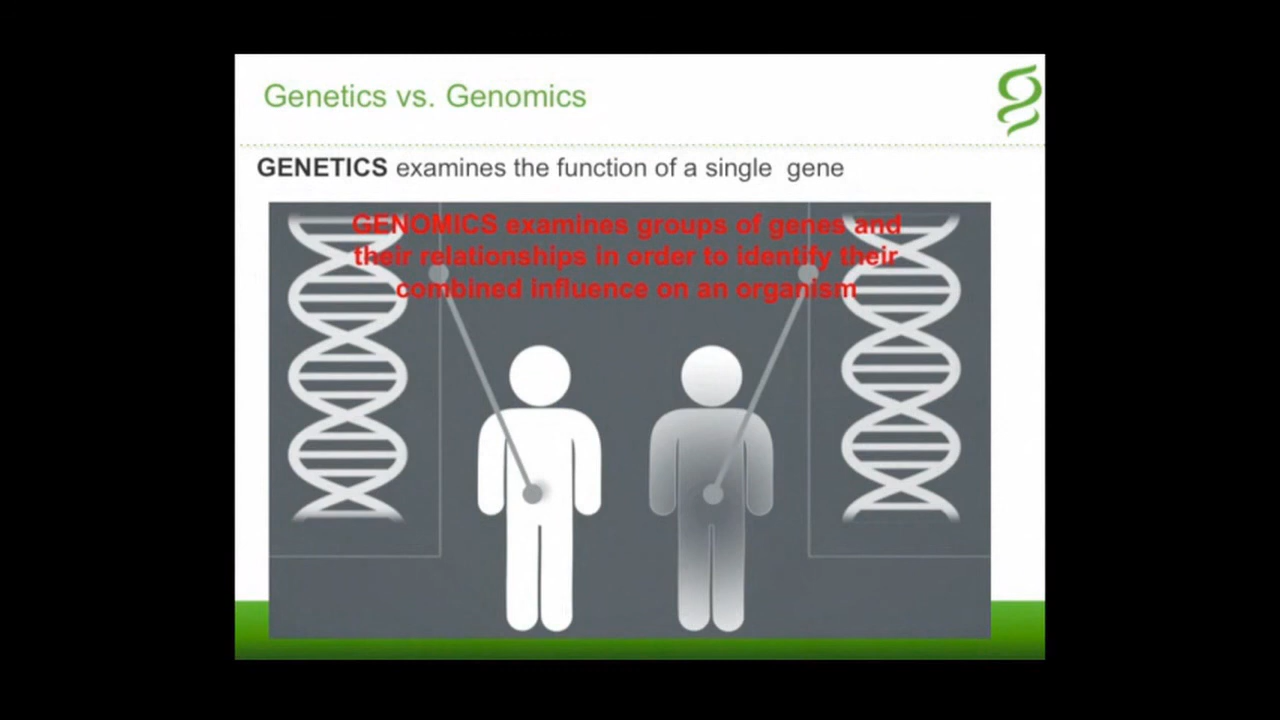 Genetics vs. Genomics
GENETICS examines the function of a single gene
GENOMICS examines groups of genes and
their relationships in order to identify their
combined influence on an organism